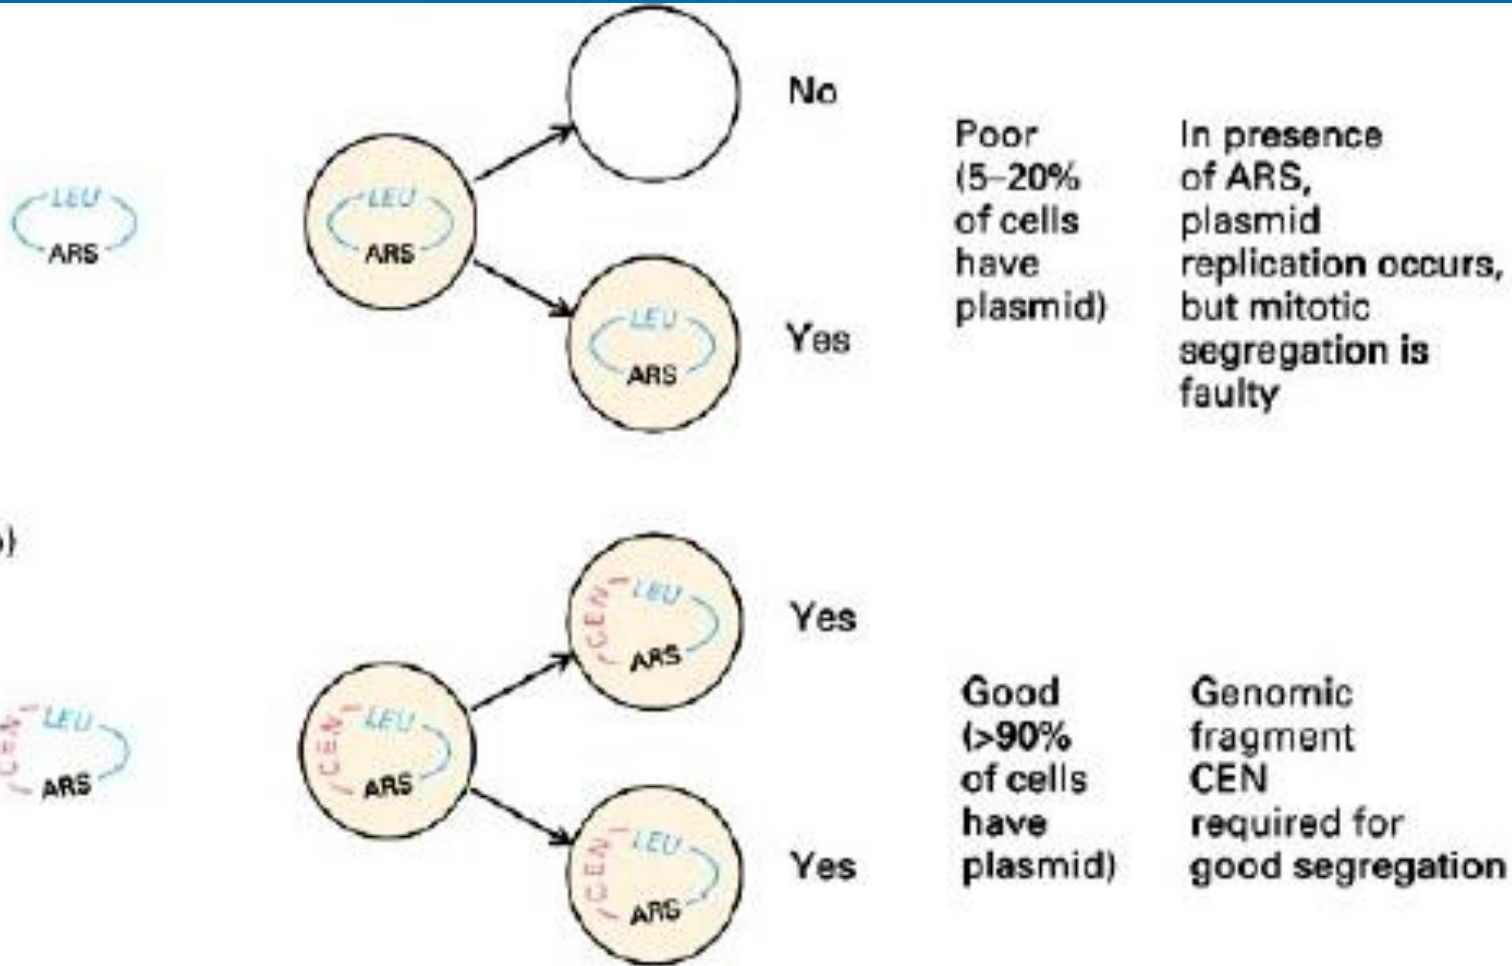 No
Poor
(5–20%
of cells
have
plasmid)
In presence
of ARS,
plasmid
replication occurs,
but mitotic
segregation is
faulty
LEU
ARS
LEU
ARS
LEU
ARS
Yes
)
CEN
LEU
ARS
CEN
LEU
ARS
CEN
LEU
ARS
Yes
CEN
LEU
ARS
Yes
Good
(>90%
of cells
have
plasmid)
Genomic
fragment
CEN
required for
good segregation